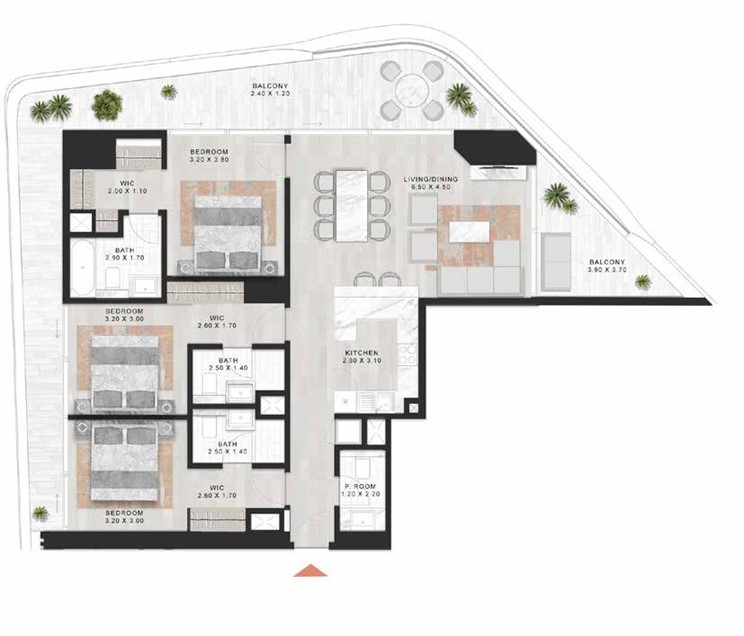 BALCONY
2.40 X 1.20
BEDROOM
3.20 X 3.80
WIC
2.00 X 1.10
LIVING/DINING
6.50 X 4.50
BATH
2.90 X 1.70
BALCONY
3.90 X 3.70
BEDROOM
3.20 X 3.00
WIC
2.60 X 1.70
KITCHEN
2.30 X 3.10
BATH
2.50 X 1.40
BATH
2.50 X 1.40
WIC
2.60 X 1.70
P. ROOM
1.20 X 2.20
BEDROOM
3.20 X 3.00